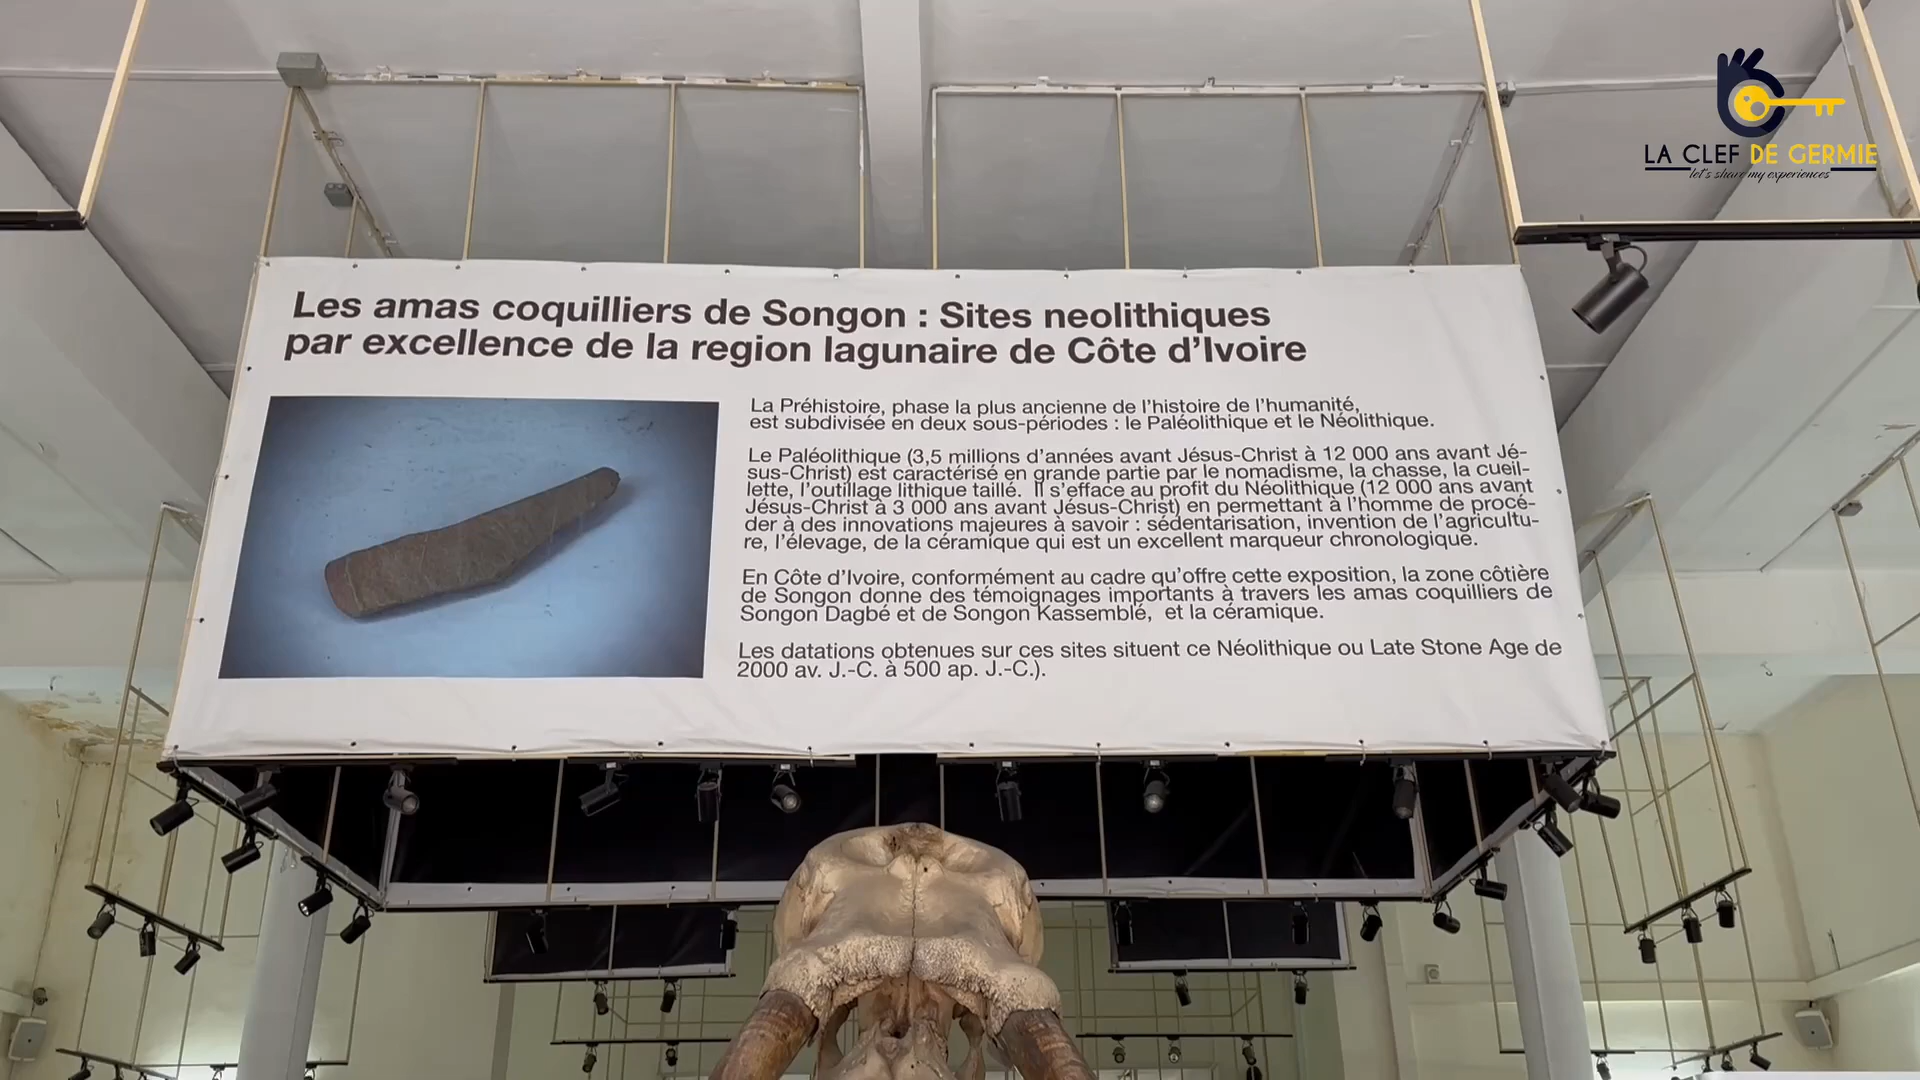 LA CLEF DE GERMIE
let's share my experiences
Les amas coquilliers de Songon : Sites neolithiques
par excellence de la region lagunaire de Côte d'Ivoire
La Préhistoire, phase la plus ancienne de l'histoire de l'humanité,
est subdivisée en deux sous-périodes : le Paléolithique et le Néolithique.
Le Paléolithique (3,5 millions d'années avant Jésus-Christ à 12 000 ans avant Jé-
sus-Christ) est caractérisé en grande partie par le nomadisme, la chasse, la cueil-
lette, l'outillage lithique taillé. Il s'efface au profit du Néolithique (12 000 ans avant
Jésus-Christ à 3 000 ans avant Jésus-Christ) en permettant à l'homme de procé-
der à des innovations majeures à savoir : sédentarisation, invention de l'agricultu-
re, l'élevage, de la céramique qui est un excellent marqueur chronologique.
En Côte d'Ivoire, conformément au cadre qu'offre cette exposition, la zone côtière
de Songon donne des témoignages importants à travers les amas coquilliers de
Songon Dagbé et de Songon Kassemblé, et la céramique.
Les datations obtenues sur ces sites situent ce Néolithique ou Late Stone Age de
2000 av. J.-C. à 500 ap. J.-C.).